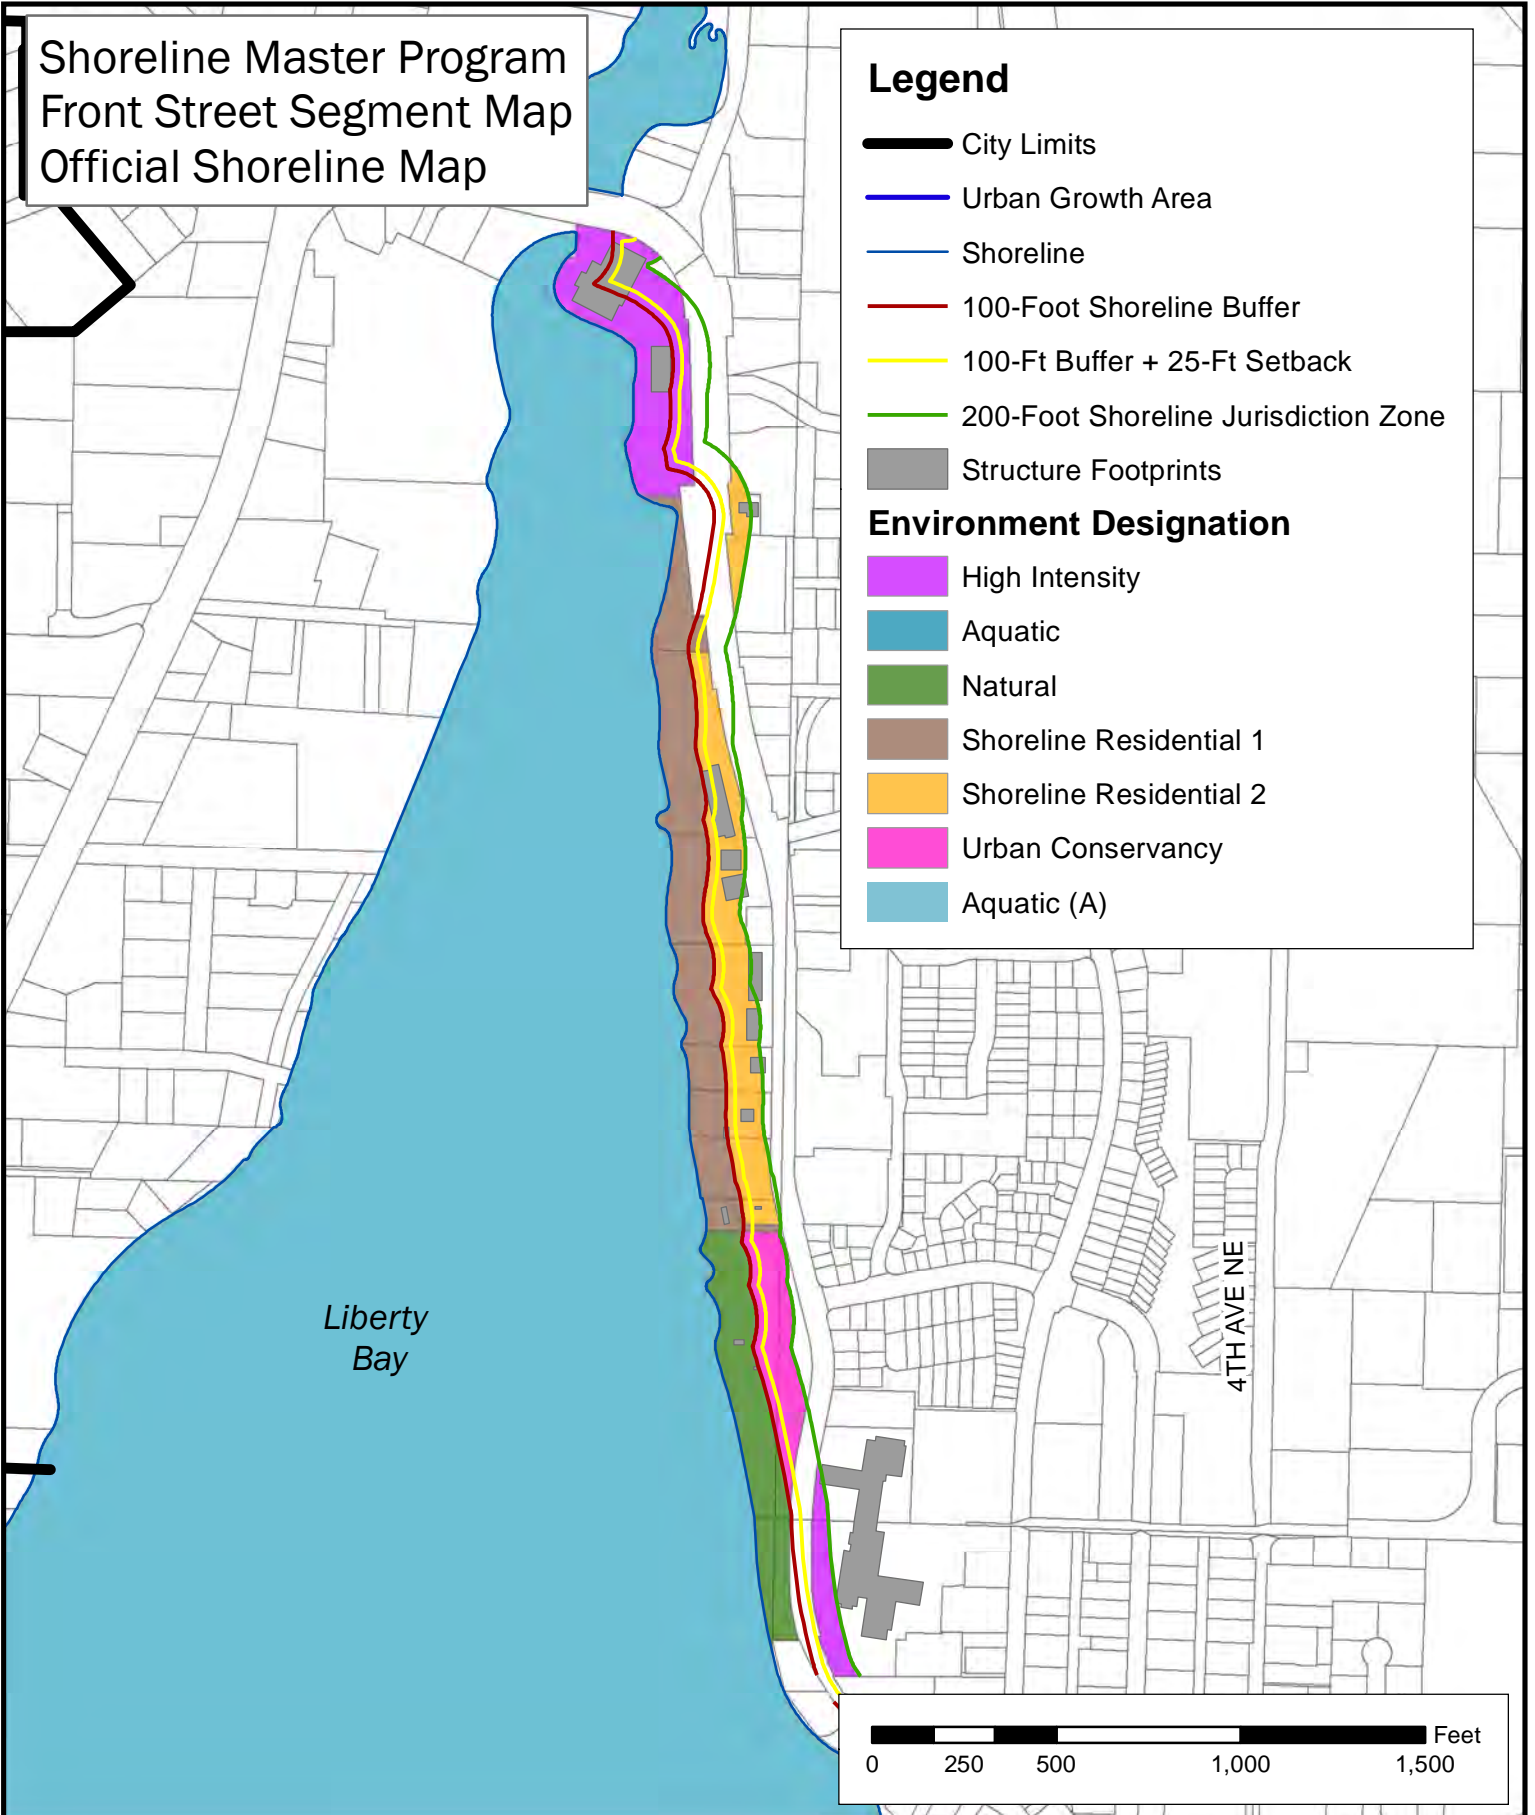 Shoreline Master Program
Front Street Segment Map
Official Shoreline Map
Legend
City Limits
Urban Growth Area
Shoreline
100-Foot Shoreline Buffer
100-Ft Buffer + 25-Ft Setback
200-Foot Shoreline Jurisdiction Zone
Structure Footprints
Environment Designation
High Intensity
Aquatic
Natural
Shoreline Residential 1
Shoreline Residential 2
Urban Conservancy
Aquatic (A)
Liberty
Bay
4TH AVE NE
Feet
0 250 500 1,000 1,500